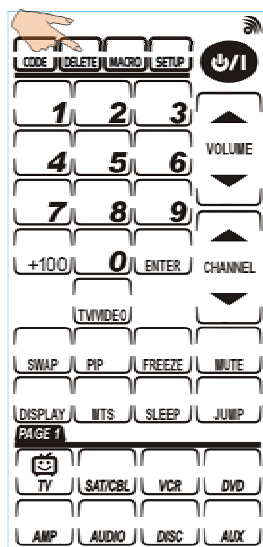 CODE DELETE MACRO SETUP
1 2 3
4 5 6 VOLUME
7 8 9
+100 0 ENTER CHANNEL
TV/VIDEO
SWAP PIP FREEZE MUTE
DISPLAY MTS SLEEP JUMP
PAGE 1
TV SAT/CBL VCR DVD
AMP AUDIO DISC AUX